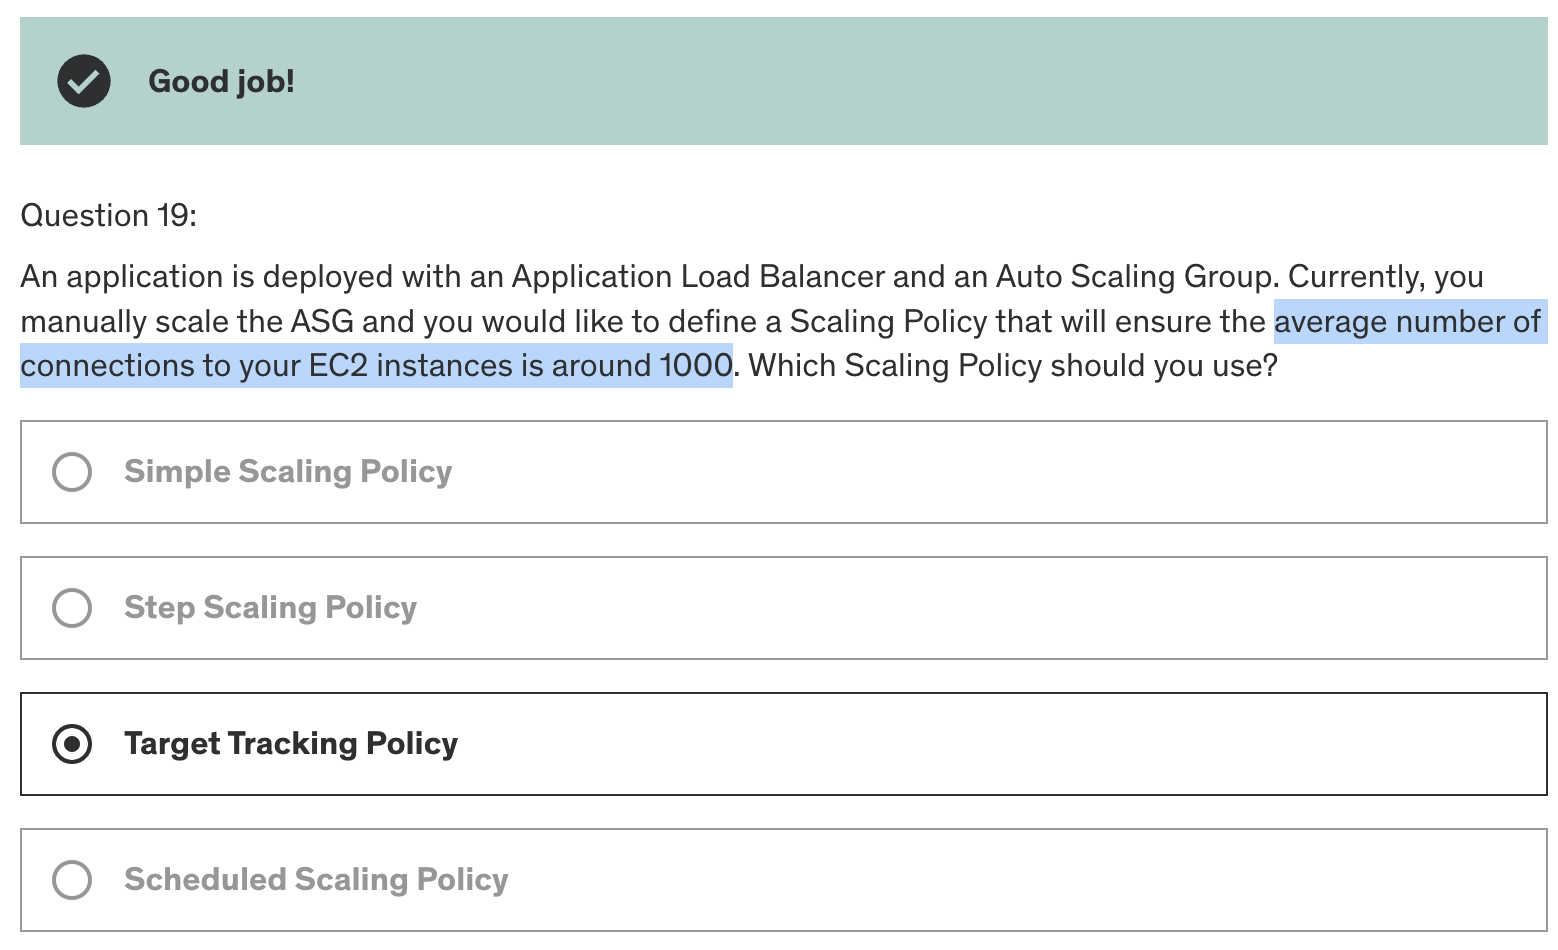 Good job!
Question 19:
An application is deployed with an Application Load Balancer and an Auto Scaling Group. Currently, you
manually scale the ASG and you would like to define a Scaling Policy that will ensure the average number of
connections to your EC2 instances is around 1000. Which Scaling Policy should you use?
Simple Scaling Policy
Step Scaling Policy
Target Tracking Policy
Scheduled Scaling Policy